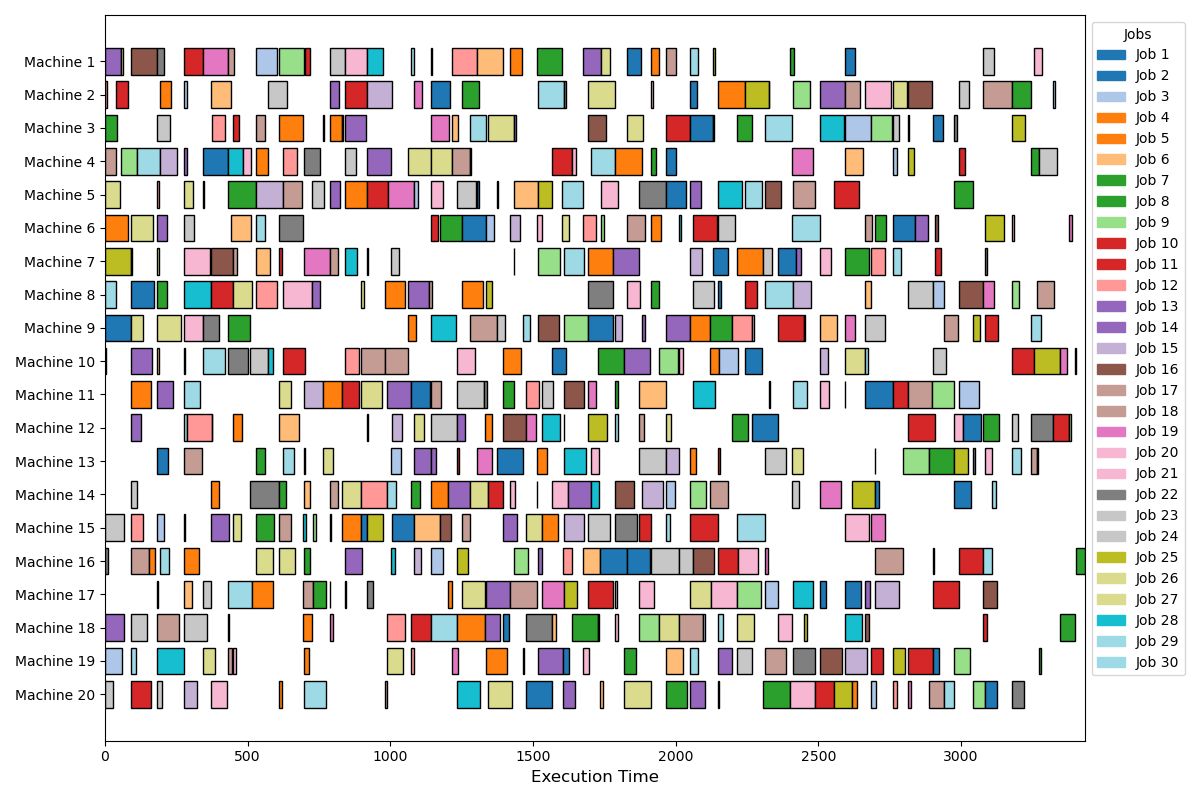 Machine 1
Machine 2
Machine 3
Machine 4
Machine 5
Machine 6
Machine 7
Machine 8
Machine 9
Machine 10
Machine 11
Machine 12
Machine 13
Machine 14
Machine 15
Machine 16
Machine 17
Machine 18
Machine 19
Machine 20
0 500 1000 1500 2000 2500 3000
Execution Time
Jobs
Job 1
Job 2
Job 3
Job 4
Job 5
Job 6
Job 7
Job 8
Job 9
Job 10
Job 11
Job 12
Job 13
Job 14
Job 15
Job 16
Job 17
Job 18
Job 19
Job 20
Job 21
Job 22
Job 23
Job 24
Job 25
Job 26
Job 27
Job 28
Job 29
Job 30